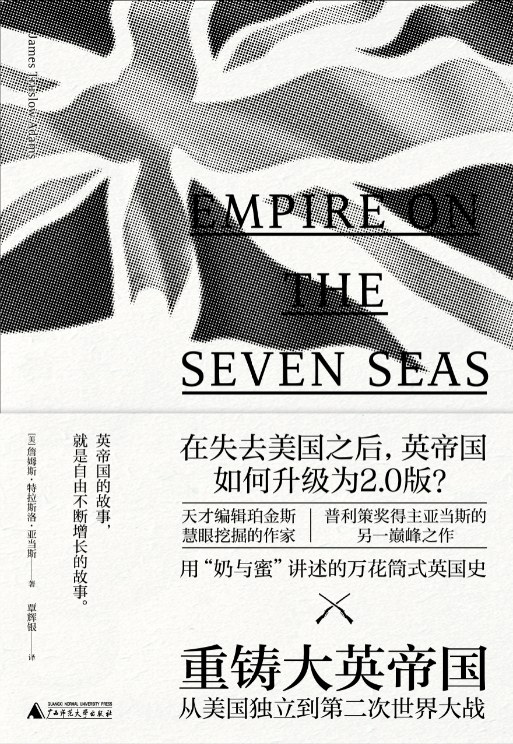 James Truslow Adams
EMPIRE ON
THE
SEVEN SEAS
在失去美国之后，英帝国
如何升级为2.0版？
天才编辑珀金斯
慧眼挖掘的作家
普利策奖得主亚当斯的
另一巅峰之作
用“奶与蜜”讲述的万花筒式英国史
重铸大英帝国
从美国独立到第二次世界大战
英帝国的故事，
就是自由不断增长的故事。
[美]詹姆斯·特拉斯洛·亚当斯——著
覃辉银——译
GUANGXI NORMAL UNIVERSITY PRESS
广西师范大学出版社